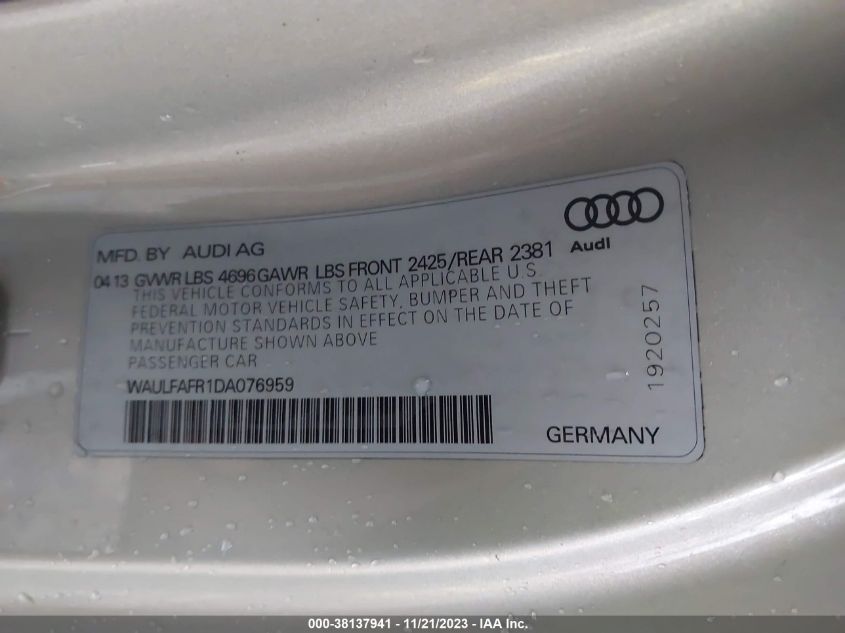 MFD. BY AUDI AG
Audi
04 13 GVWR LBS 4696 GAWR LBS FRONT 2425/REAR 2381
THIS VEHICLE CONFORMS TO ALL APPLICABLE U.S.
FEDERAL MOTOR VEHICLE SAFETY, BUMPER AND THEFT
PREVENTION STANDARDS IN EFFECT ON THE DATE OF
MANUFACTURE SHOWN ABOVE
PASSENGER CAR
WAULFAFR1DA076959
1920257
GERMANY
000-38137941 - 11/21/2023 - IAA Inc.